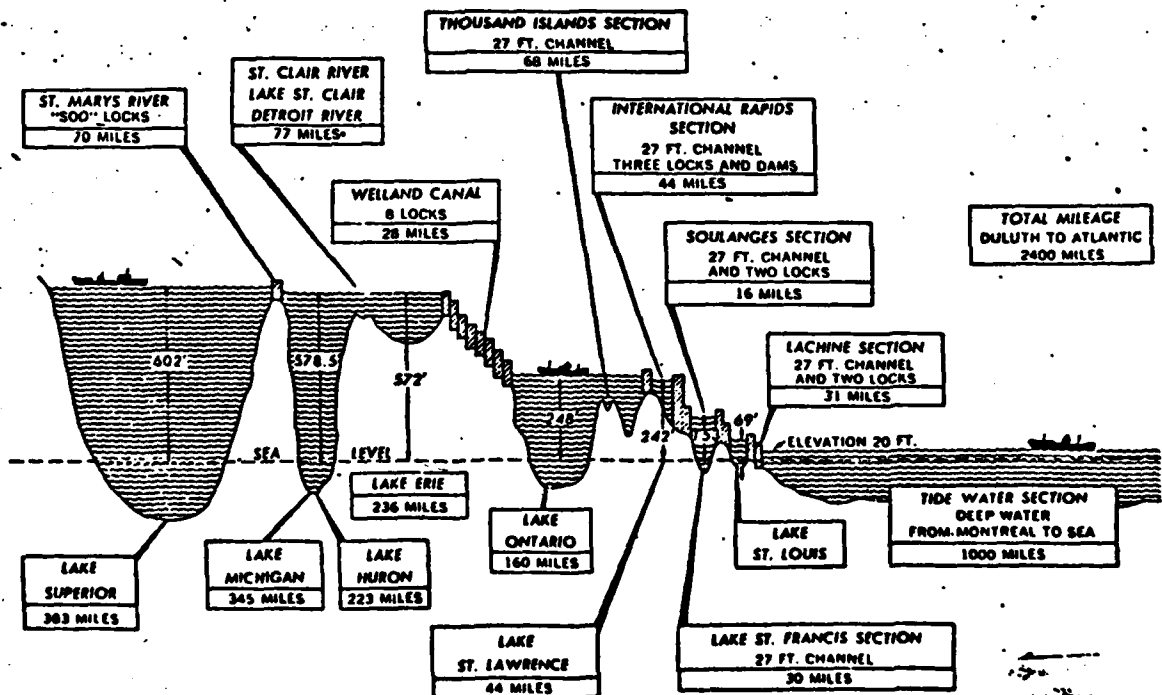 THOUSAND ISLANDS SECTION
27 FT. CHANNEL
68 MILES
ST. CLAIR RIVER
LAKE ST. CLAIR
DETROIT RIVER
77 MILES
ST. MARYS RIVER
"SOO" LOCKS
70 MILES
INTERNATIONAL RAPIDS
SECTION
27 FT. CHANNEL
THREE LOCKS AND DAMS
44 MILES
WELLAND CANAL
8 LOCKS
28 MILES
TOTAL MILEAGE
DULUTH TO ATLANTIC
2400 MILES
SOULANGES SECTION
27 FT. CHANNEL
AND TWO LOCKS
16 MILES
LACHINE SECTION
27 FT. CHANNEL
AND TWO LOCKS
31 MILES
602'
578.5
572'
248'
242'
69'
ELEVATION 20 FT.
SEA LEVEL
LAKE ERIE
236 MILES
TIDE WATER SECTION
DEEP WATER
FROM MONTREAL TO SEA
1000 MILES
LAKE
ONTARIO
160 MILES
LAKE
ST. LOUIS
LAKE
SUPERIOR
383 MILES
LAKE
MICHIGAN
345 MILES
LAKE
HURON
223 MILES
LAKE
ST. LAWRENCE
44 MILES
LAKE ST. FRANCIS SECTION
27 FT. CHANNEL
30 MILES